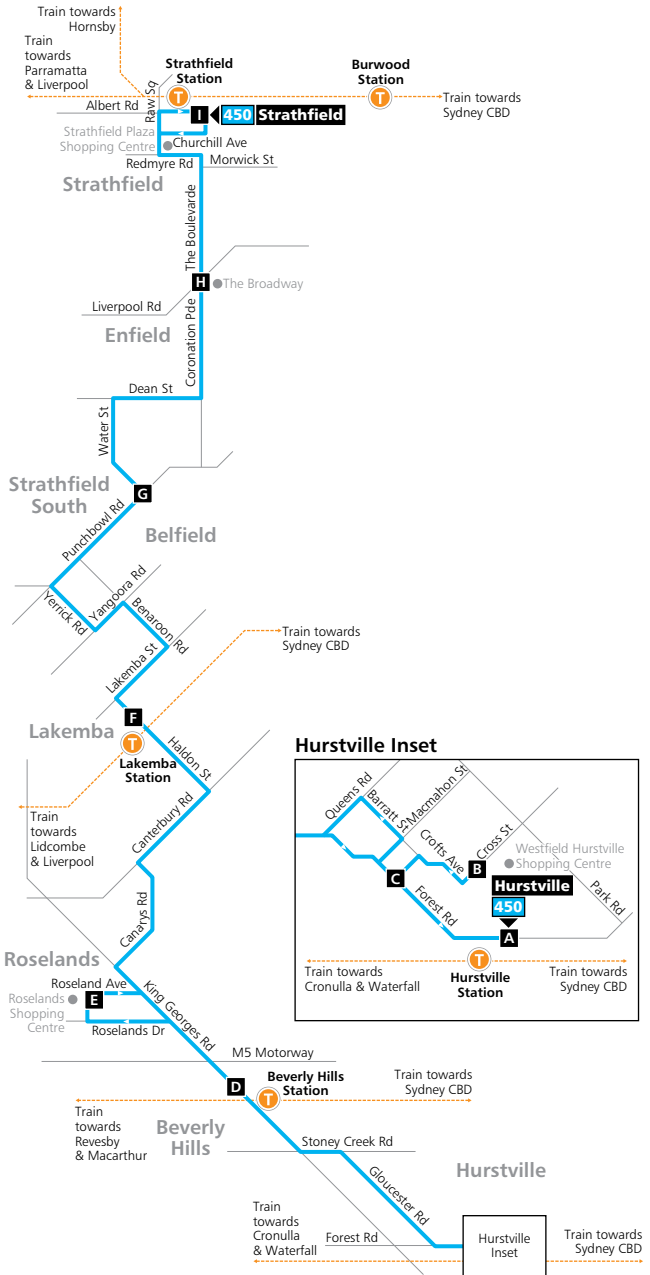 Train towards
Hornsby
Train
towards
Parramatta
& Liverpool
Strathfield
Station
Burwood
Station
T
T
Train towards
Sydney CBD
Raw Sq
Albert Rd
I
450 Strathfield
Strathfield Plaza
Shopping Centre
Churchill Ave
Redmyre Rd
Morwick St
Strathfield
The Boulevarde
H
The Broadway
Liverpool Rd
Enfield
Coronation Pde
Dean St
Water St
Strathfield
South
G
Belfield
Punchbowl Rd
Yerrick Rd
Yangoora Rd
Benaroon Rd
Lakemba St
Train towards
Sydney CBD
F
Lakemba
T
Lakemba
Station
Haldon St
Train
towards
Lidcombe
& Liverpool
Canterbury Rd
Canarys Rd
Roselands
Roseland Ave
E
Roselands
Shopping
Centre
Roselands Dr
King Georges Rd
M5 Motorway
D
Beverly Hills
Station
T
Train towards
Sydney CBD
Train
towards
Revesby
& Macarthur
Beverly
Hills
Stoney Creek Rd
Hurstville
Gloucester Rd
Train
towards
Cronulla
& Waterfall
Forest Rd
Hurstville
Inset
Train towards
Sydney CBD
Hurstville Inset
Queens Rd
Barratt St
Macmahon St
Crofts Ave
Cross St
B
Westfield Hurstville
Shopping Centre
C
Hurstville
450
Park Rd
Forest Rd
A
T
Train towards
Cronulla & Waterfall
Hurstville
Station
Train towards
Sydney CBD